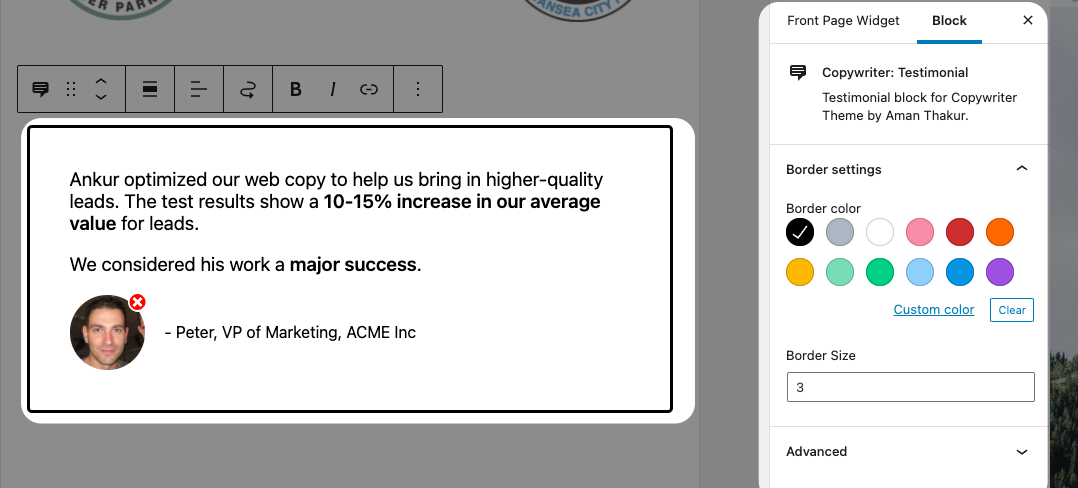 ER PARK
ANSEA CITY
Front Page Widget Block
Copywriter: Testimonial
Testimonial block for Copywriter
Theme by Aman Thakur.
B I
Ankur optimized our web copy to help us bring in higher-quality
leads. The test results show a 10-15% increase in our average
value for leads.
We considered his work a major success.
- Peter, VP of Marketing, ACME Inc
Border settings
Border color
Custom color Clear
Border Size
3
Advanced